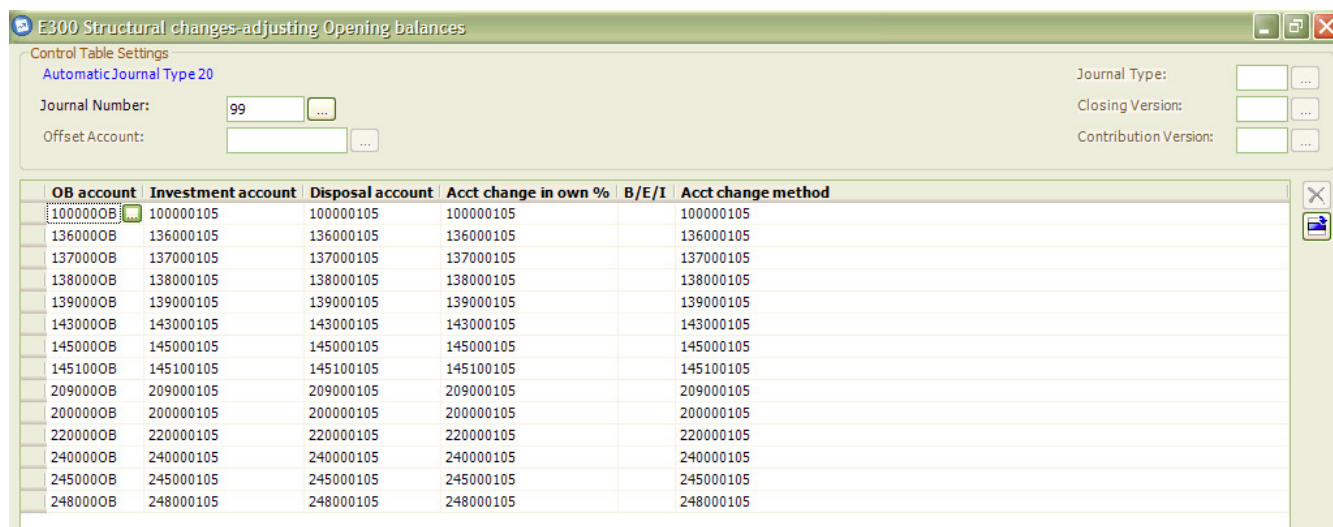 E300 Structural changes-adjusting Opening balances
Control Table Settings
Automatic Journal Type 20
Journal Type: ...
Journal Number: 99 ...
Closing Version: ...
Offset Account: ...
Contribution Version: ...
OB account Investment account Disposal account Acct change in own % B/E/I Acct change method
100000OB ... 100000105 100000105 100000105 100000105
136000OB 136000105 136000105 136000105 136000105
137000OB 137000105 137000105 137000105 137000105
138000OB 138000105 138000105 138000105 138000105
139000OB 139000105 139000105 139000105 139000105
143000OB 143000105 143000105 143000105 143000105
145000OB 145000105 145000105 145000105 145000105
145100OB 145100105 145100105 145100105 145100105
209000OB 209000105 209000105 209000105 209000105
200000OB 200000105 200000105 200000105 200000105
220000OB 220000105 220000105 220000105 220000105
240000OB 240000105 240000105 240000105 240000105
245000OB 245000105 245000105 245000105 245000105
248000OB 248000105 248000105 248000105 248000105